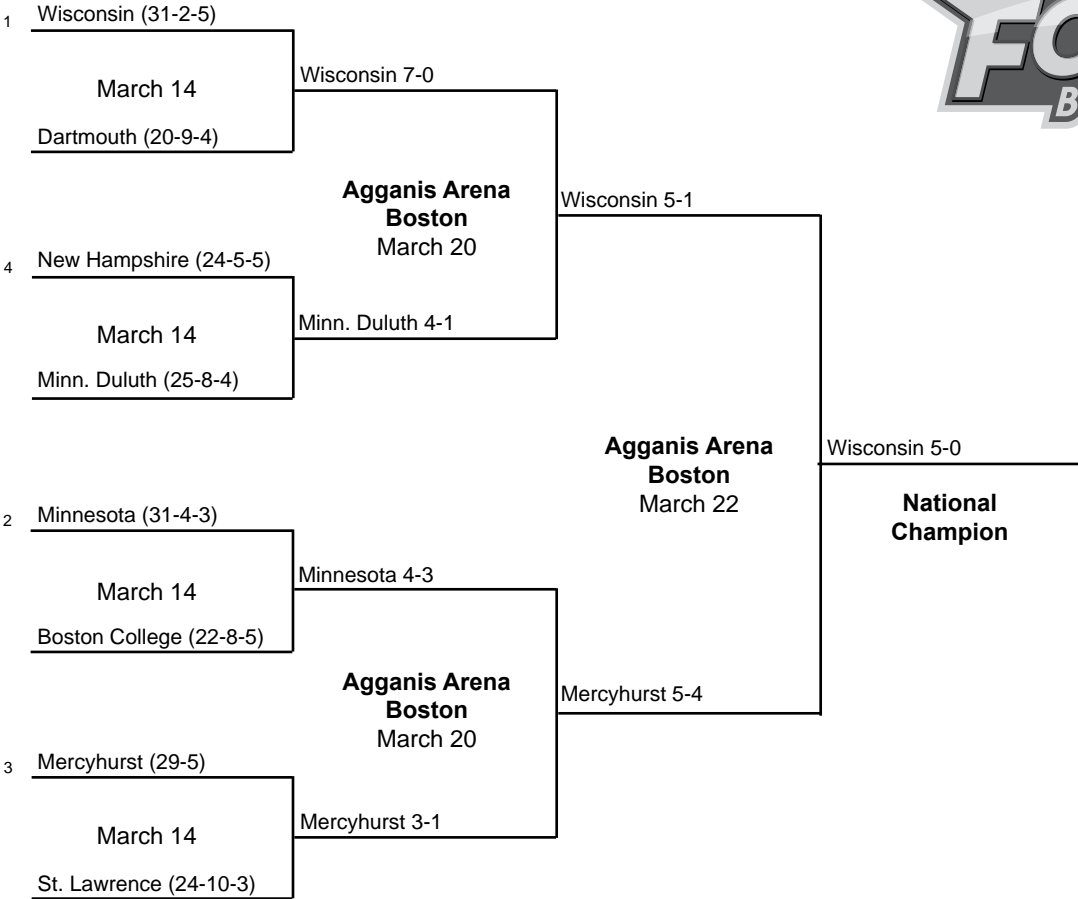 1 Wisconsin (31-2-5)
March 14
Dartmouth (20-9-4)
Wisconsin 7-0
Agganis Arena
Boston
March 20
4 New Hampshire (24-5-5)
March 14
Minn. Duluth (25-8-4)
Minn. Duluth 4-1
Wisconsin 5-1
Agganis Arena
Boston
March 22
Wisconsin 5-0
National
Champion
2 Minnesota (31-4-3)
March 14
Boston College (22-8-5)
Minnesota 4-3
Agganis Arena
Boston
March 20
Mercyhurst 5-4
3 Mercyhurst (29-5)
March 14
St. Lawrence (24-10-3)
Mercyhurst 3-1